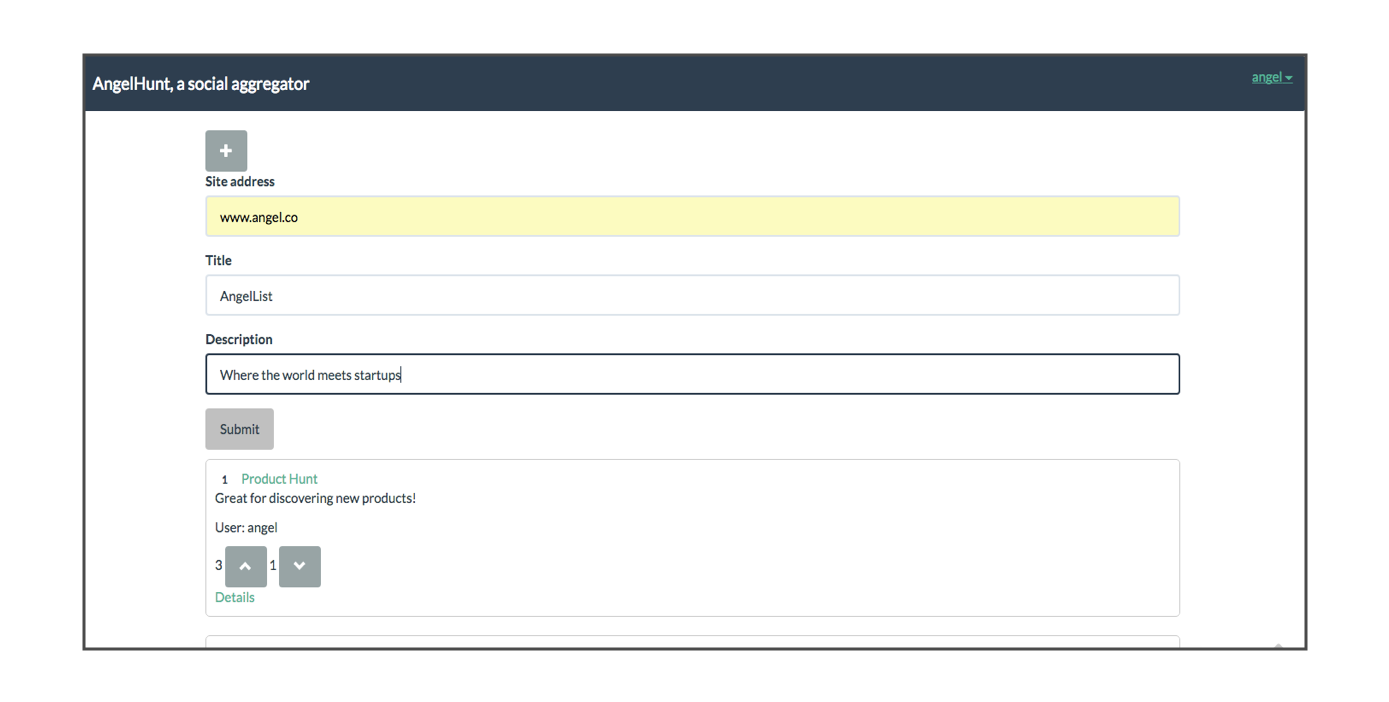 AngelHunt, a social aggregator
angel
Site address
www.angel.co
Title
AngelList
Description
Where the world meets startups
Submit
1 Product Hunt
Great for discovering new products!
User: angel
3 1
Details